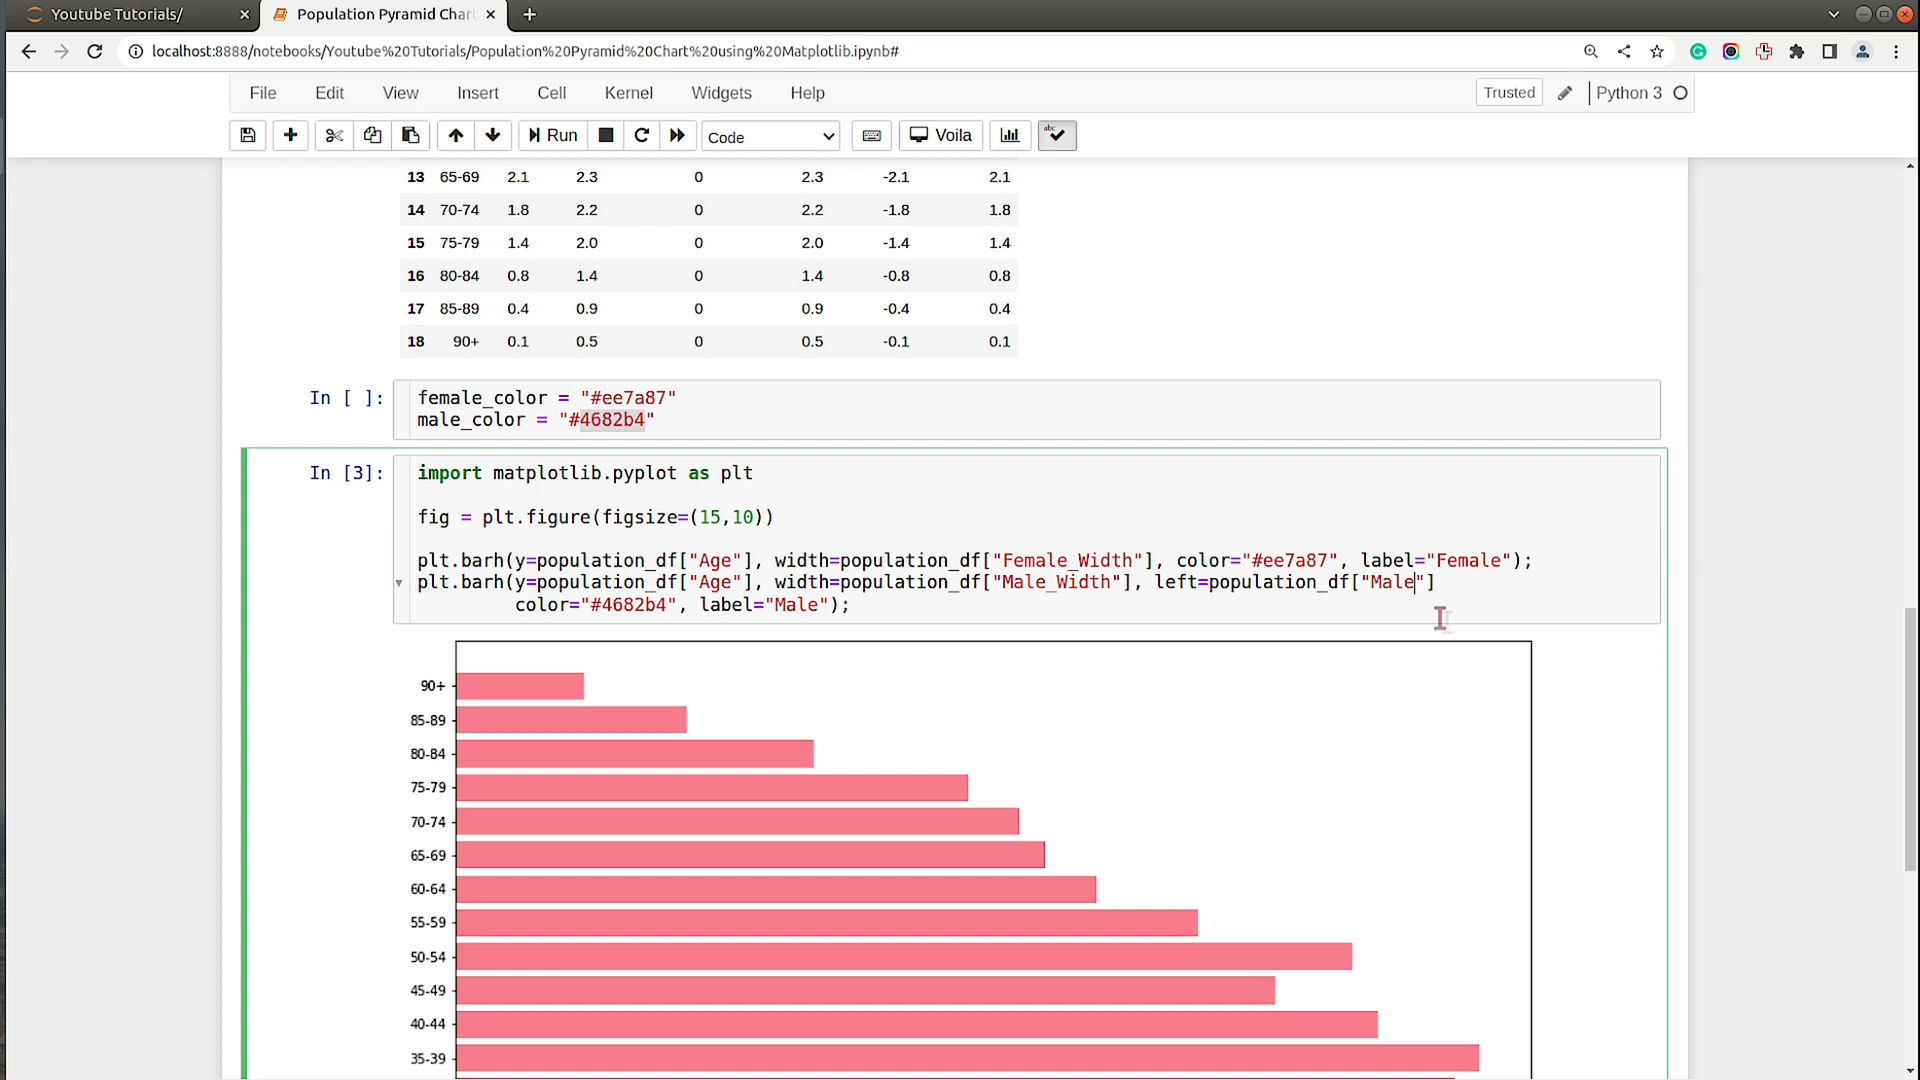 Youtube Tutorials/
Population Pyramid Char
localhost:8888/notebooks/Youtube%20Tutorials/Population%20Pyramid%20Chart%20using%20Matplotlib.ipynb#
File Edit View Insert Cell Kernel Widgets Help Trusted Python 3
Run Code Voila abc
13 65-69 2.1 2.3 0 2.3 -2.1 2.1
14 70-74 1.8 2.2 0 2.2 -1.8 1.8
15 75-79 1.4 2.0 0 2.0 -1.4 1.4
16 80-84 0.8 1.4 0 1.4 -0.8 0.8
17 85-89 0.4 0.9 0 0.9 -0.4 0.4
18 90+ 0.1 0.5 0 0.5 -0.1 0.1
In [ ]: female_color = "#ee7a87"
male_color = "#4682b4"
In [3]: import matplotlib.pyplot as plt
fig = plt.figure(figsize=(15,10))
plt.barh(y=population_df["Age"], width=population_df["Female_Width"], color="#ee7a87", label="Female");
plt.barh(y=population_df["Age"], width=population_df["Male_Width"], left=population_df["Male"]
color="#4682b4", label="Male");
90+
85-89
80-84
75-79
70-74
65-69
60-64
55-59
50-54
45-49
40-44
35-39